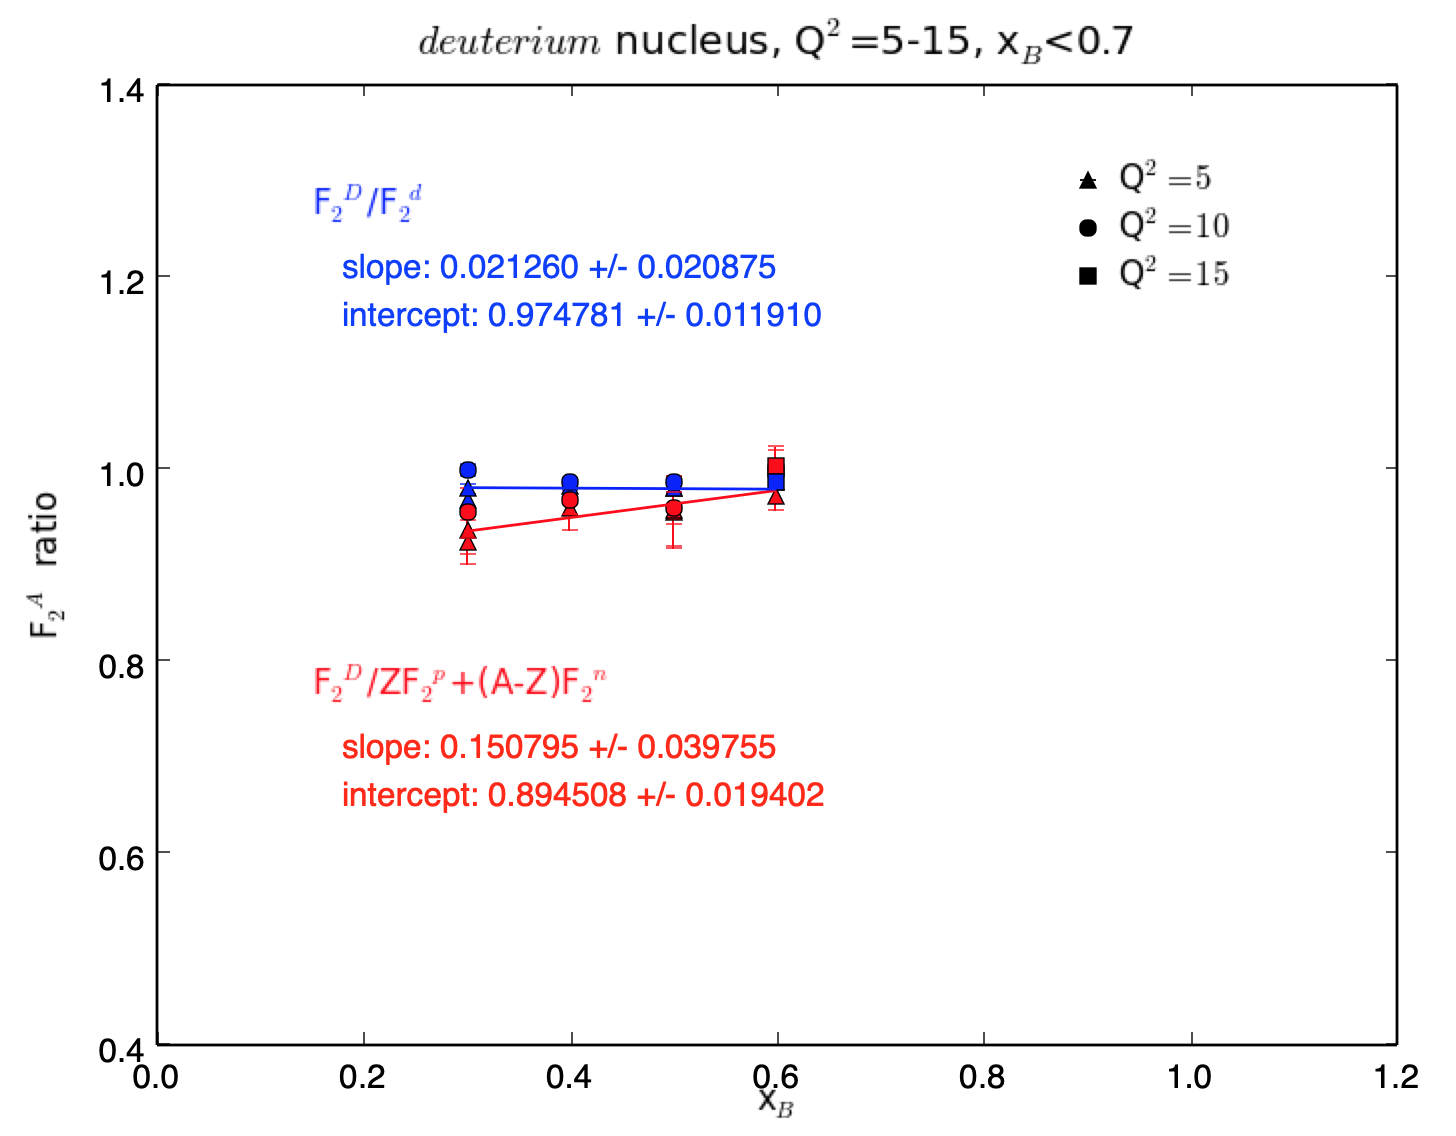 deuterium nucleus, Q²=5-15, x_B<0.7
1.4
1.2
1.0
0.8
0.6
0.4
F₂^A ratio
F₂^D/F₂^d
slope: 0.021260 +/- 0.020875
intercept: 0.974781 +/- 0.011910
Q²=5
Q²=10
Q²=15
F₂^D/ZF₂^p+(A-Z)F₂^n
slope: 0.150795 +/- 0.039755
intercept: 0.894508 +/- 0.019402
0.0 0.2 0.4 0.6 0.8 1.0 1.2
x_B